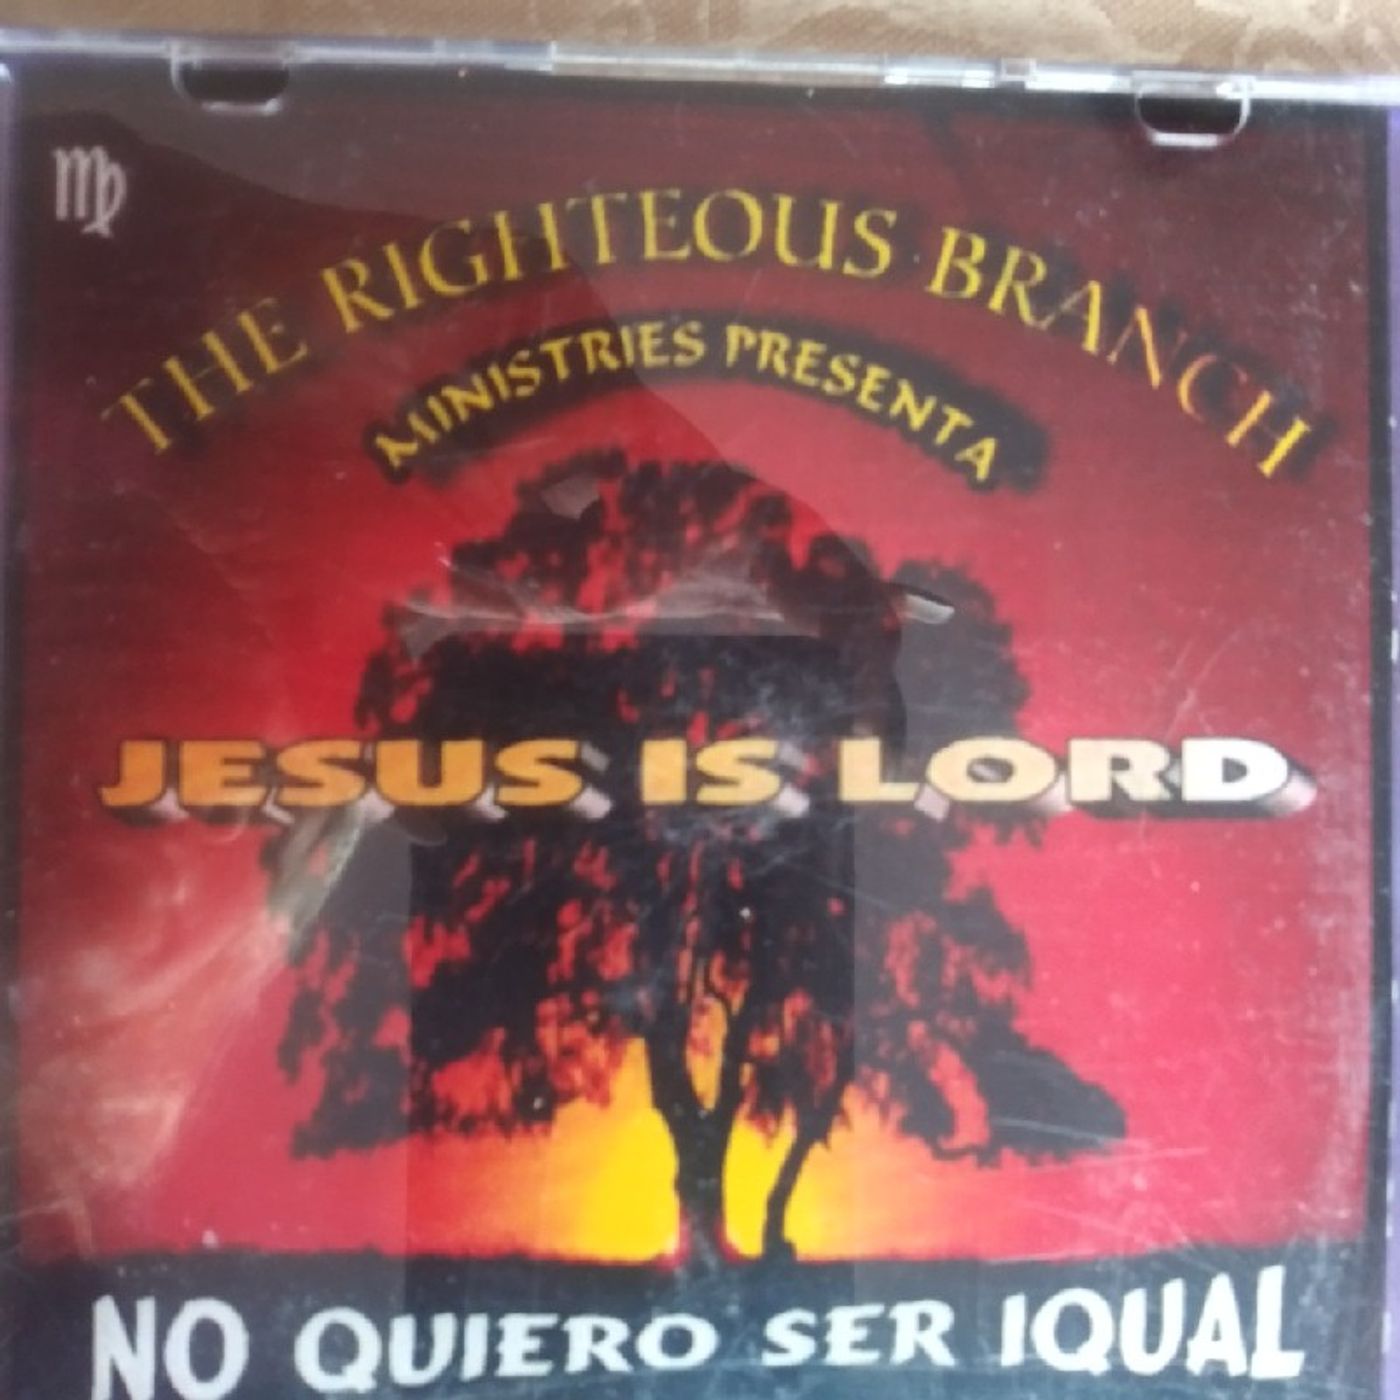 THE RIGHTEOUS BRANCH
MINISTRIES PRESENTA
JESUS IS LORD
NO QUIERO SER IQUAL